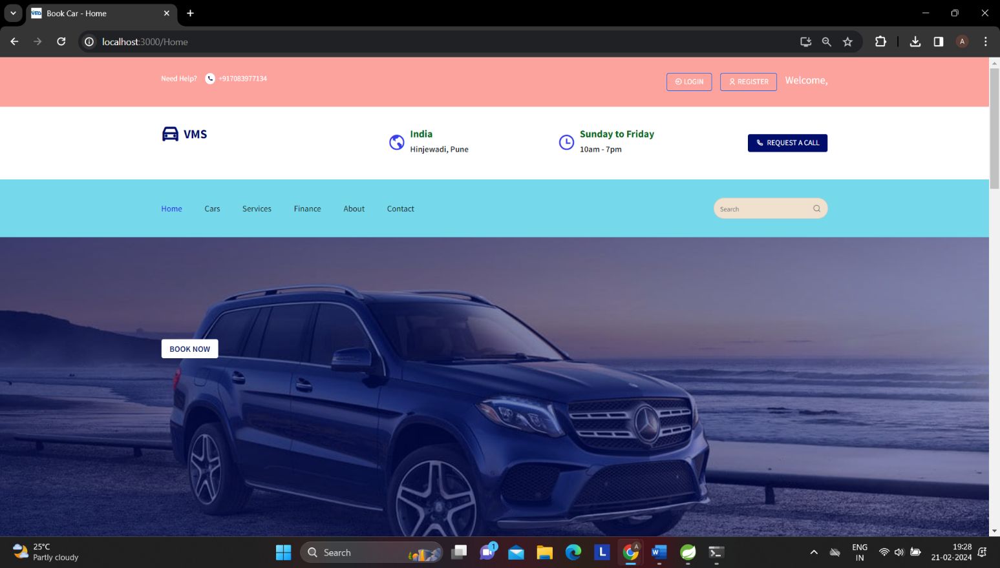 Book Car - Home
localhost:3000/Home
Need Help? +917083977134
LOGIN REGISTER Welcome,
VMS
India
Hinjewadi, Pune
Sunday to Friday
10am - 7pm
REQUEST A CALL
Home Cars Services Finance About Contact
Search
BOOK NOW
25°C
Partly cloudy
Search
1
L
A
W
ENG
IN
19:28
21-02-2024